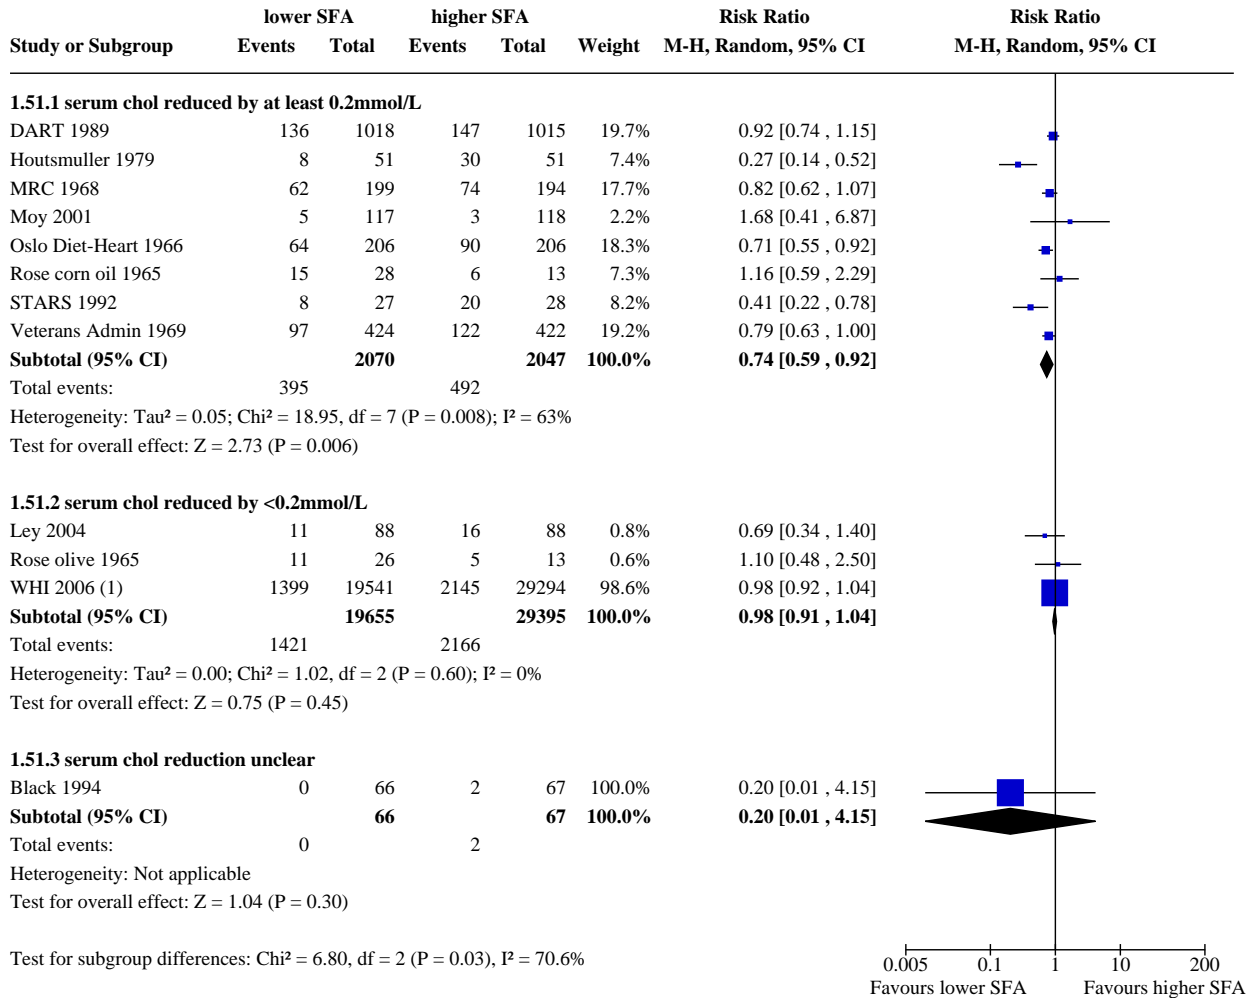 lower SFA higher SFA Risk Ratio Risk Ratio
Study or Subgroup Events Total Events Total Weight M-H, Random, 95% CI M-H, Random, 95% CI
1.51.1 serum chol reduced by at least 0.2mmol/L
DART 1989 136 1018 147 1015 19.7% 0.92 [0.74 , 1.15]
Houtsmuller 1979 8 51 30 51 7.4% 0.27 [0.14 , 0.52]
MRC 1968 62 199 74 194 17.7% 0.82 [0.62 , 1.07]
Moy 2001 5 117 3 118 2.2% 1.68 [0.41 , 6.87]
Oslo Diet-Heart 1966 64 206 90 206 18.3% 0.71 [0.55 , 0.92]
Rose corn oil 1965 15 28 6 13 7.3% 1.16 [0.59 , 2.29]
STARS 1992 8 27 20 28 8.2% 0.41 [0.22 , 0.78]
Veterans Admin 1969 97 424 122 422 19.2% 0.79 [0.63 , 1.00]
Subtotal (95% CI) 2070 2047 100.0% 0.74 [0.59 , 0.92]
Total events: 395 492
Heterogeneity: Tau² = 0.05; Chi² = 18.95, df = 7 (P = 0.008); I² = 63%
Test for overall effect: Z = 2.73 (P = 0.006)
1.51.2 serum chol reduced by <0.2mmol/L
Ley 2004 11 88 16 88 0.8% 0.69 [0.34 , 1.40]
Rose olive 1965 11 26 5 13 0.6% 1.10 [0.48 , 2.50]
WHI 2006 (1) 1399 19541 2145 29294 98.6% 0.98 [0.92 , 1.04]
Subtotal (95% CI) 19655 29395 100.0% 0.98 [0.91 , 1.04]
Total events: 1421 2166
Heterogeneity: Tau² = 0.00; Chi² = 1.02, df = 2 (P = 0.60); I² = 0%
Test for overall effect: Z = 0.75 (P = 0.45)
1.51.3 serum chol reduction unclear
Black 1994 0 66 2 67 100.0% 0.20 [0.01 , 4.15]
Subtotal (95% CI) 66 67 100.0% 0.20 [0.01 , 4.15]
Total events: 0 2
Heterogeneity: Not applicable
Test for overall effect: Z = 1.04 (P = 0.30)
Test for subgroup differences: Chi² = 6.80, df = 2 (P = 0.03), I² = 70.6%
0.005 0.1 1 10 200
Favours lower SFA Favours higher SFA